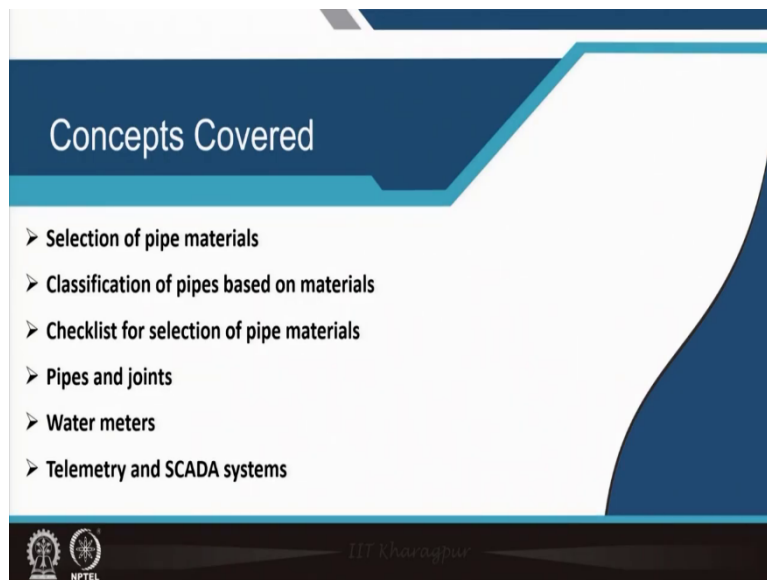 Concepts Covered
➤ Selection of pipe materials
➤ Classification of pipes based on materials
➤ Checklist for selection of pipe materials
➤ Pipes and joints
➤ Water meters
➤ Telemetry and SCADA systems
IIT Kharagpur
NPTEL